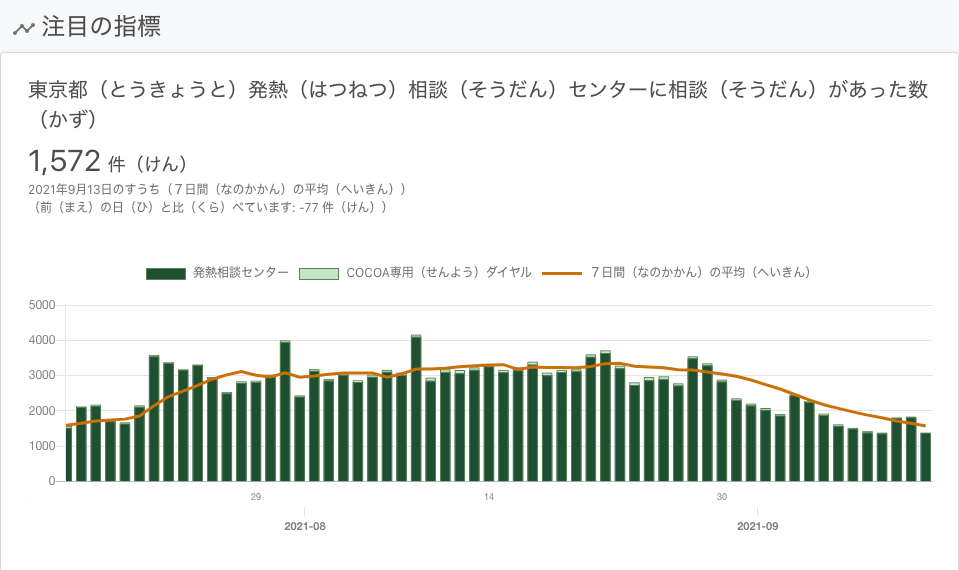 注目の指標
東京都（とうきょうと）発熱（はつねつ）相談（そうだん）センターに相談（そうだん）があった数
（かず）
1,572 件（けん）
2021年9月13日のすうち（７日間（なのかかん）の平均（へいきん））
（前（まえ）の日（ひ）と比（くら）べています: -77 件（けん））
発熱相談センター COCOA専用（せんよう）ダイヤル ７日間（なのかかん）の平均（へいきん）
5000
4000
3000
2000
1000
0
29 14 30
2021-08 2021-09